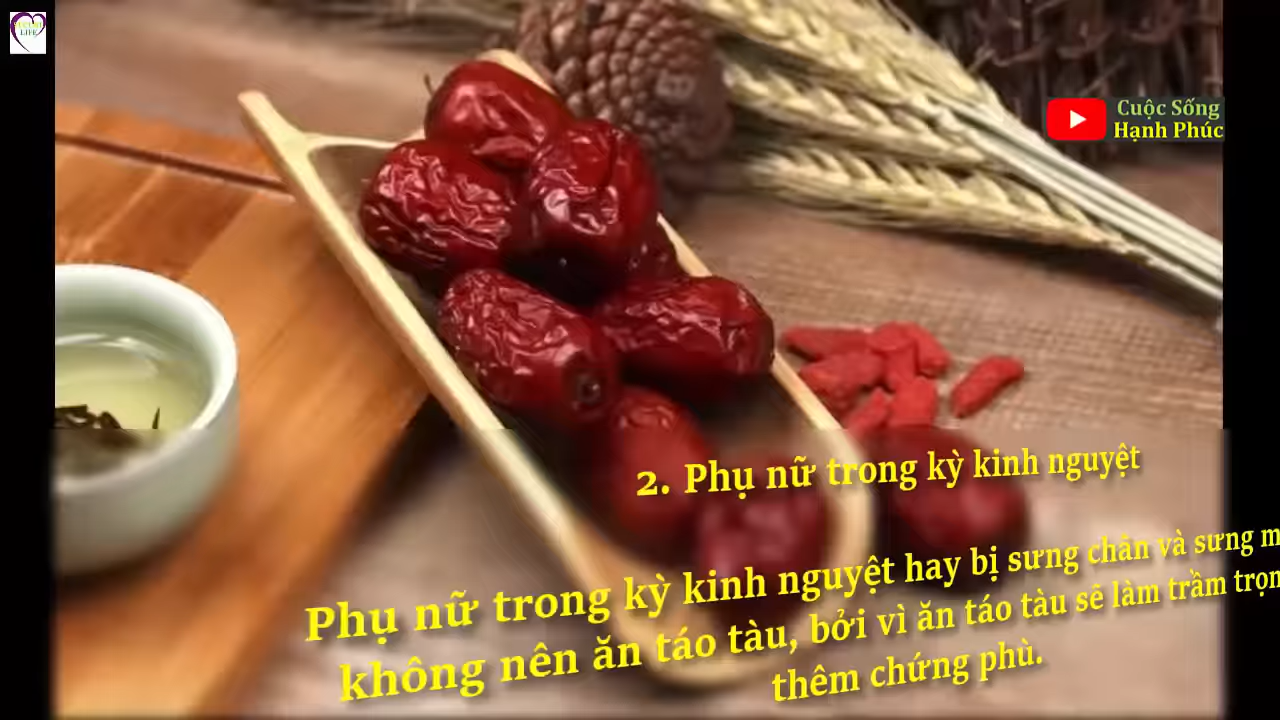 LIFE
Cuộc Sống
Hạnh Phúc
2. Phụ nữ trong kỳ kinh nguyệt
Phụ nữ trong kỳ kinh nguyệt hay bị sưng chân và sưng
không nên ăn táo tàu, bởi vì ăn táo tàu sẽ làm trầm
thêm chứng phù.